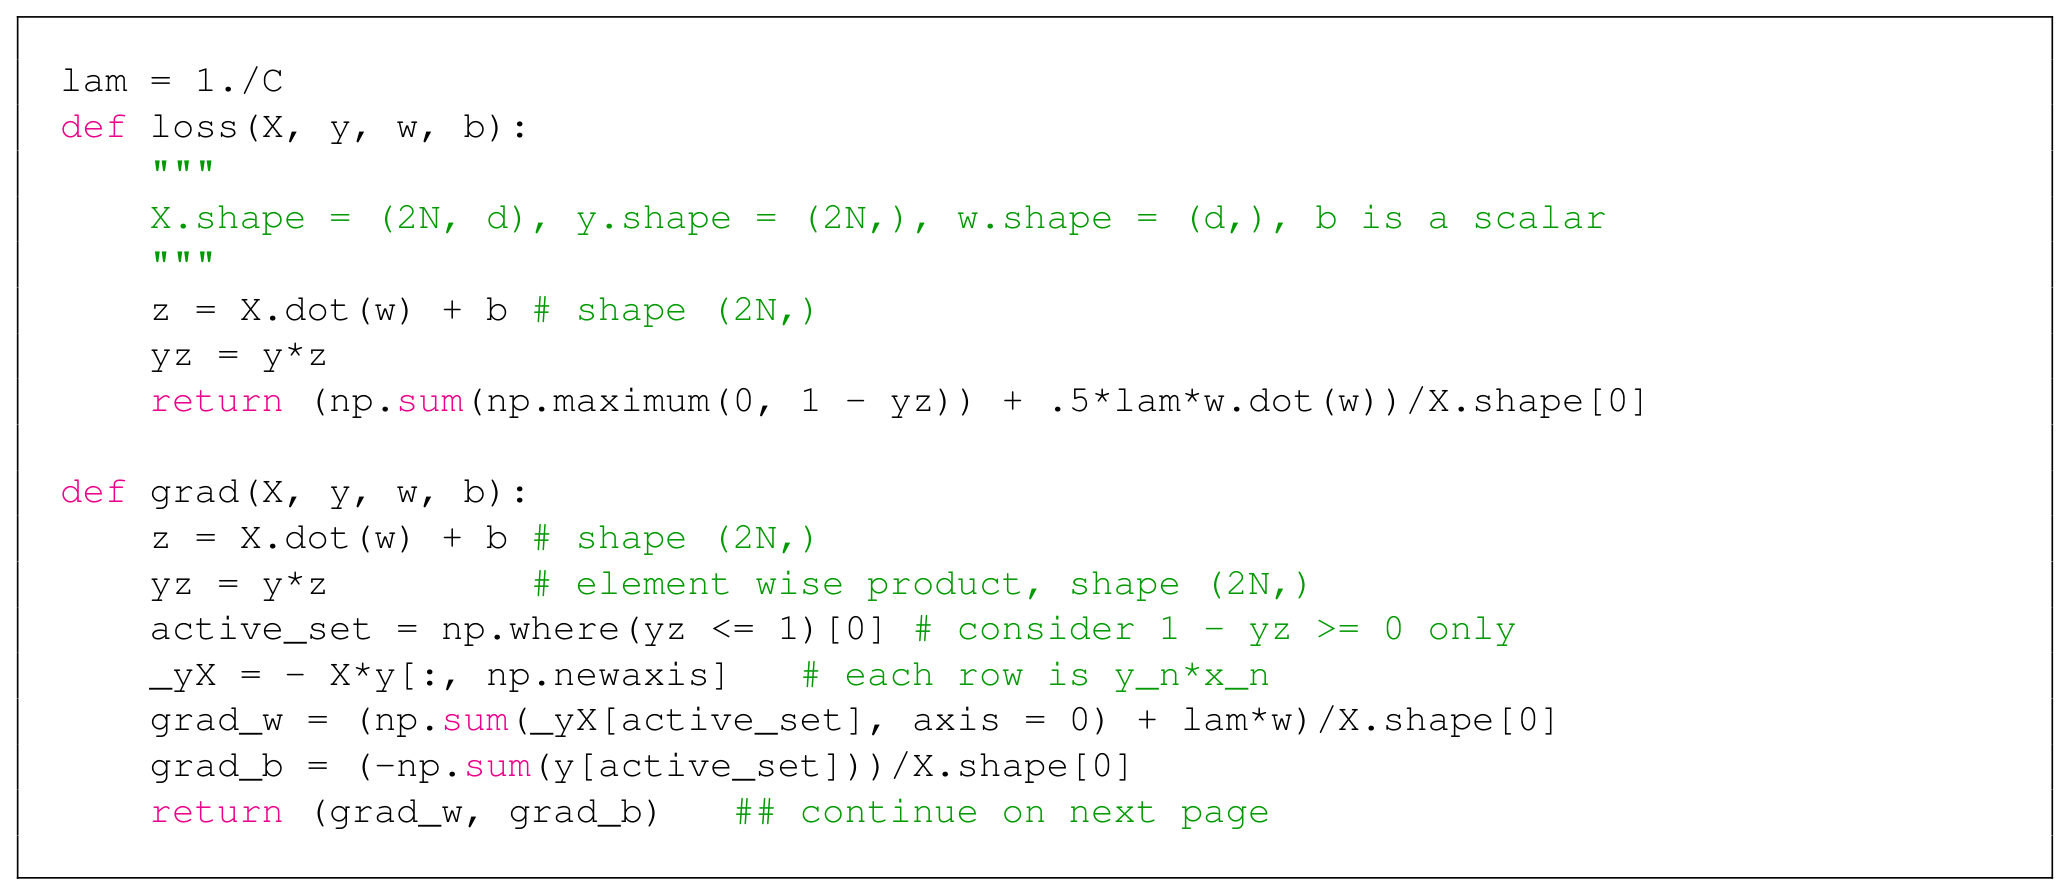 lam = 1./C
def loss(X, y, w, b):
    """
    X.shape = (2N, d), y.shape = (2N,), w.shape = (d,), b is a scalar
    """
    z = X.dot(w) + b # shape (2N,)
    yz = y*z
    return (np.sum(np.maximum(0, 1 - yz)) + .5*lam*w.dot(w))/X.shape[0]

def grad(X, y, w, b):
    z = X.dot(w) + b # shape (2N,)
    yz = y*z         # element wise product, shape (2N,)
    active_set = np.where(yz <= 1)[0] # consider 1 - yz >= 0 only
    _yX = - X*y[:, np.newaxis]   # each row is y_n*x_n
    grad_w = (np.sum(_yX[active_set], axis = 0) + lam*w)/X.shape[0]
    grad_b = (-np.sum(y[active_set]))/X.shape[0]
    return (grad_w, grad_b)   ## continue on next page